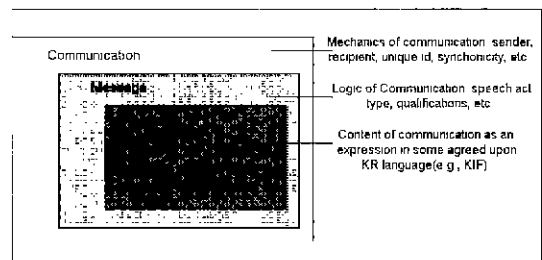 Communication
Message
Mechanics of communication sender,
recipient, unique id, synchonicity, etc
Logic of Communication speech act
type, qualifications, etc
Content of communication as an
expression in some agreed upon
KR language(e g, KIF)